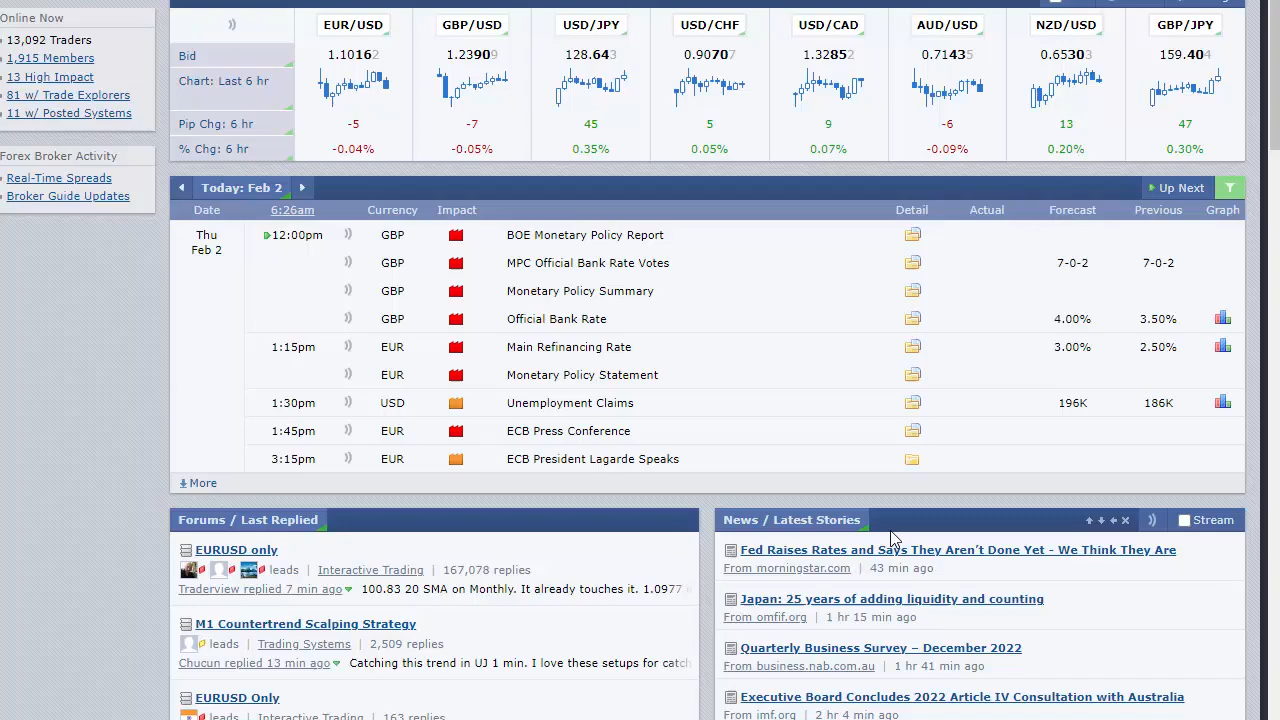 Online Now
13,092 Traders
1,915 Members
13 High Impact
81 w/ Trade Explorers
11 w/ Posted Systems
Forex Broker Activity
Real-Time Spreads
Broker Guide Updates
EUR/USD GBP/USD USD/JPY USD/CHF USD/CAD AUD/USD NZD/USD GBP/JPY
Bid 1.10162 1.23909 128.643 0.90707 1.32852 0.71435 0.65303 159.404
Chart: Last 6 hr
Pip Chg: 6 hr -5 -7 45 5 9 -6 13 47
% Chg: 6 hr -0.04% -0.05% 0.35% 0.05% 0.07% -0.09% 0.20% 0.30%
Today: Feb 2 Up Next
Date 6:26am Currency Impact Detail Actual Forecast Previous Graph
Thu 12:00pm GBP BOE Monetary Policy Report
Feb 2
GBP MPC Official Bank Rate Votes 7-0-2 7-0-2
GBP Monetary Policy Summary
GBP Official Bank Rate 4.00% 3.50%
1:15pm EUR Main Refinancing Rate 3.00% 2.50%
EUR Monetary Policy Statement
1:30pm USD Unemployment Claims 196K 186K
1:45pm EUR ECB Press Conference
3:15pm EUR ECB President Lagarde Speaks
More
Forums / Last Replied
EURUSD only
leads | Interactive Trading | 167,078 replies
Traderview replied 7 min ago 100.83 20 SMA on Monthly. It already touches it. 1.0977
M1 Countertrend Scalping Strategy
leads | Trading Systems | 2,509 replies
Chucun replied 13 min ago Catching this trend in UJ 1 min. I love these setups for catch
EURUSD Only
leads | Interactive Trading | 163 replies
News / Latest Stories Stream
Fed Raises Rates and Says They Aren’t Done Yet - We Think They Are
From morningstar.com | 43 min ago
Japan: 25 years of adding liquidity and counting
From omfif.org | 1 hr 15 min ago
Quarterly Business Survey – December 2022
From business.nab.com.au | 1 hr 41 min ago
Executive Board Concludes 2022 Article IV Consultation with Australia
From imf.org | 2 hr 4 min ago